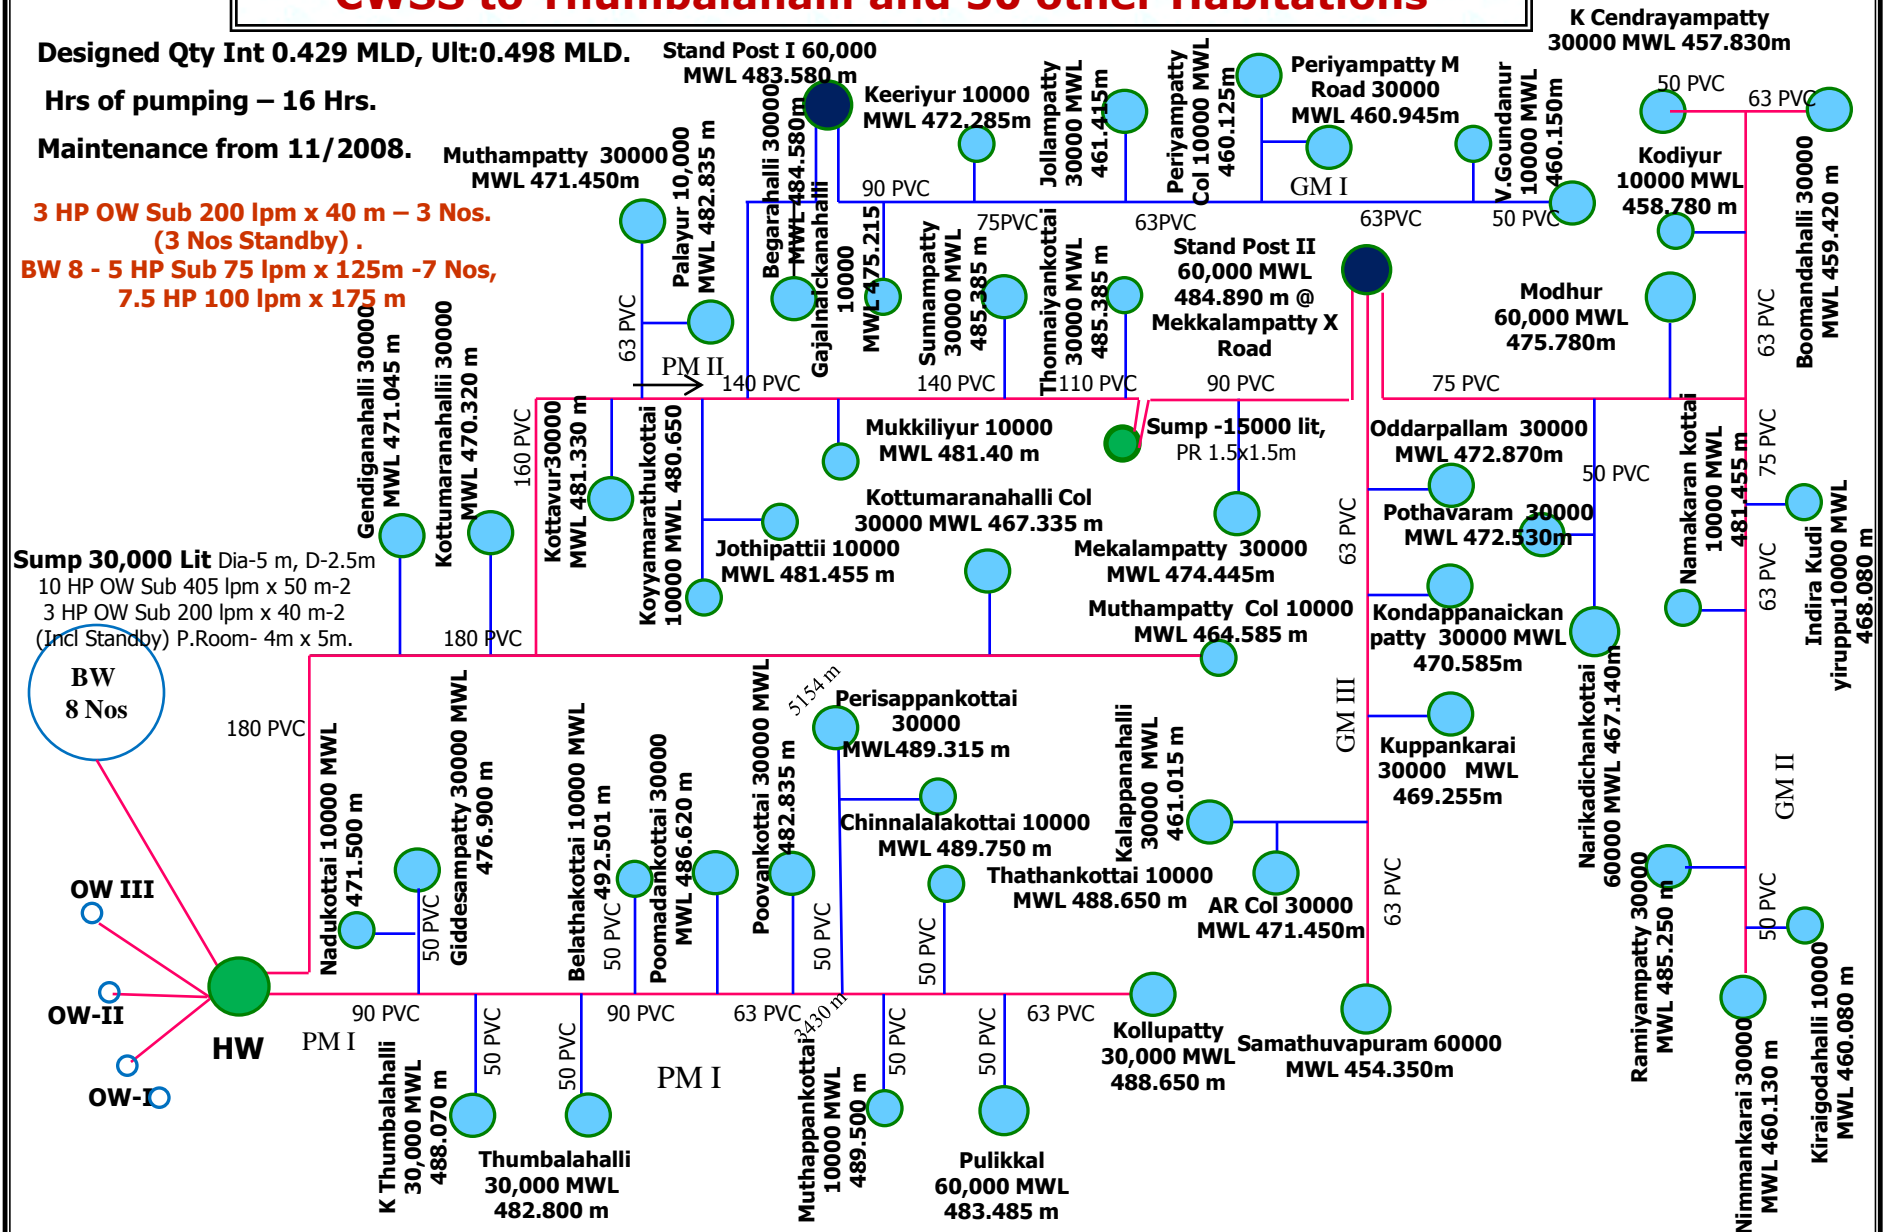 CWSS to Thumbalahalli and 50 other Habitations
Designed Qty Int 0.429 MLD, Ult:0.498 MLD.
Hrs of pumping – 16 Hrs.
Maintenance from 11/2008.
3 HP OW Sub 200 lpm x 40 m – 3 Nos.
(3 Nos Standby) .
BW 8 - 5 HP Sub 75 lpm x 125m -7 Nos,
7.5 HP 100 lpm x 175 m
Stand Post I 60,000
MWL 483.580 m
Muthampatty 30000
MWL 471.450m
Palayur 10,000
MWL 482.835 m
Begarahalli 30000
MWL 484.580m
Gajalnaickanahalli
10000
MWL 475.215
Keeriyur 10000
MWL 472.285m
Jollampatty
30000 MWL
461.415m
Periyampatty
Col 10000 MWL
460.125m
Periyampatty M
Road 30000
MWL 460.945m
V.Goundanur
10000 MWL
460.150m
K Cendrayampatty
30000 MWL 457.830m
50 PVC
63 PVC
Kodiyur
10000 MWL
458.780 m
Boomandahalli 30000
MWL 459.420 m
90 PVC
75PVC
63PVC
GM I
63PVC
50 PVC
63 PVC
PM II
140 PVC
Sunnampatty
30000 MWL
485.385 m
140 PVC
Thonnaiyankottai
30000 MWL
485.385 m
110 PVC
Stand Post II
60,000 MWL
484.890 m @
Mekkalampatty X
Road
90 PVC
75 PVC
Modhur
60,000 MWL
475.780m
63 PVC
Gendiganahalli 30000
MWL 471.045 m
Kottumaranahallii 30000
MWL 470.320 m
160 PVC
Kottavur30000
MWL 481.330 m
Koyyamarathukottai
10000 MWL 480.650
Mukkiliyur 10000
MWL 481.40 m
Jothipattii 10000
MWL 481.455 m
Kottumaranahalli Col
30000 MWL 467.335 m
Sump -15000 lit,
PR 1.5x1.5m
Mekalampatty 30000
MWL 474.445m
Muthampatty Col 10000
MWL 464.585 m
63 PVC
Oddarpallam 30000
MWL 472.870m
Pothavaram 30000
MWL 472.530m
Kondappanaickan
patty 30000 MWL
470.585m
50 PVC
Namakaran kottai
10000 MWL
481.455 m
75 PVC
63 PVC
Indira Kudi
yiruppu10000 MWL
468.080 m
Sump 30,000 Lit Dia-5 m, D-2.5m
10 HP OW Sub 405 lpm x 50 m-2
3 HP OW Sub 200 lpm x 40 m-2
(Incl Standby) P.Room- 4m x 5m.
180 PVC
BW
8 Nos
180 PVC
Nadukottai 10000 MWL
471.500 m
50 PVC
Giddesampatty 30000 MWL
476.900 m
Belathakottai 10000 MWL
492.501 m
50 PVC
Poomadankottai 30000
MWL 486.620 m
Poovankottai 30000 MWL
482.835 m
5154 m
Perisappankottai
30000
MWL489.315 m
Chinnalalakottai 10000
MWL 489.750 m
50 PVC
Thathankottai 10000
MWL 488.650 m
50 PVC
Kalappanahalli
30000 MWL
461.015 m
GM III
Kuppankarai
30000 MWL
469.255m
AR Col 30000
MWL 471.450m
63 PVC
Narikadichankottai
60000 MWL 467.140m
GM II
Ramiyampatty 30000
MWL 485.250 m
50 PVC
Kiraigodahalli 10000
MWL 460.080 m
Nimmankarai 30000
MWL 460.130 m
OW III
OW-II
OW-I
HW
PM I
90 PVC
K Thumbalahalli
30,000 MWL
488.070 m
50 PVC
50 PVC
Thumbalahalli
30,000 MWL
482.800 m
90 PVC
PM I
63 PVC
3430 m
Muthappankottai
10000 MWL
489.500 m
50 PVC
50 PVC
Pulikkal
60,000 MWL
483.485 m
63 PVC
Kollupatty
30,000 MWL
488.650 m
Samathuvapuram 60000
MWL 454.350m